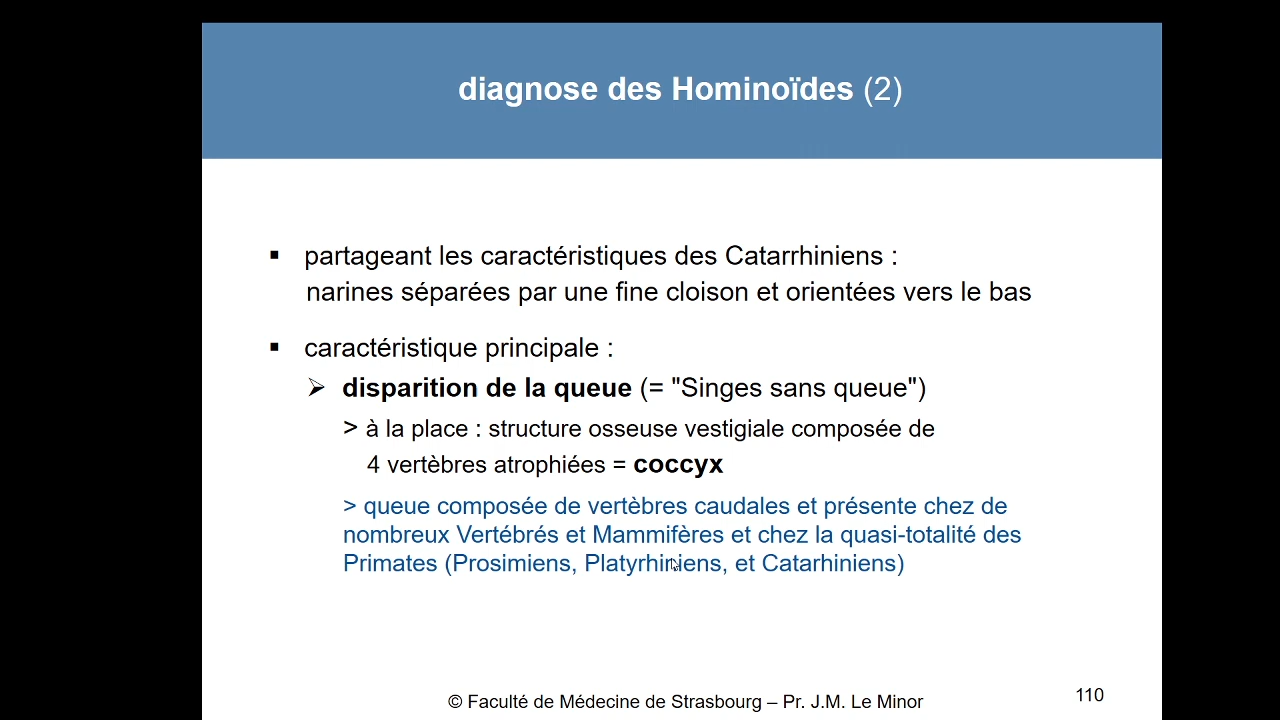 diagnose des Hominoïdes (2)
▪ partageant les caractéristiques des Catarrhiniens :
narines séparées par une fine cloison et orientées vers le bas
▪ caractéristique principale :
➢ disparition de la queue (= "Singes sans queue")
> à la place : structure osseuse vestigiale composée de
4 vertèbres atrophiées = coccyx
> queue composée de vertèbres caudales et présente chez de
nombreux Vertébrés et Mammifères et chez la quasi-totalité des
Primates (Prosimiens, Platyrhiniens, et Catarhiniens)
© Faculté de Médecine de Strasbourg – Pr. J.M. Le Minor
110